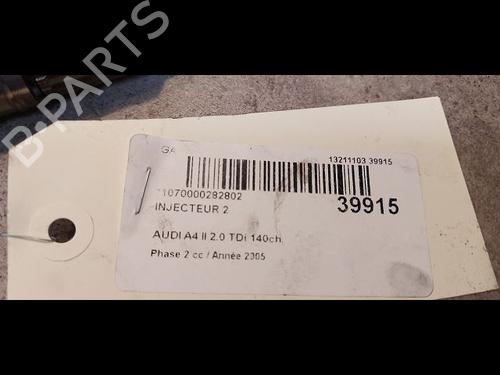 B-PARTS
GA
13211103 39915
1070000282802
INJECTEUR 2
39915
AUDI A4 II 2.0 TDi 140ch
Phase 2 cc / Année 2005